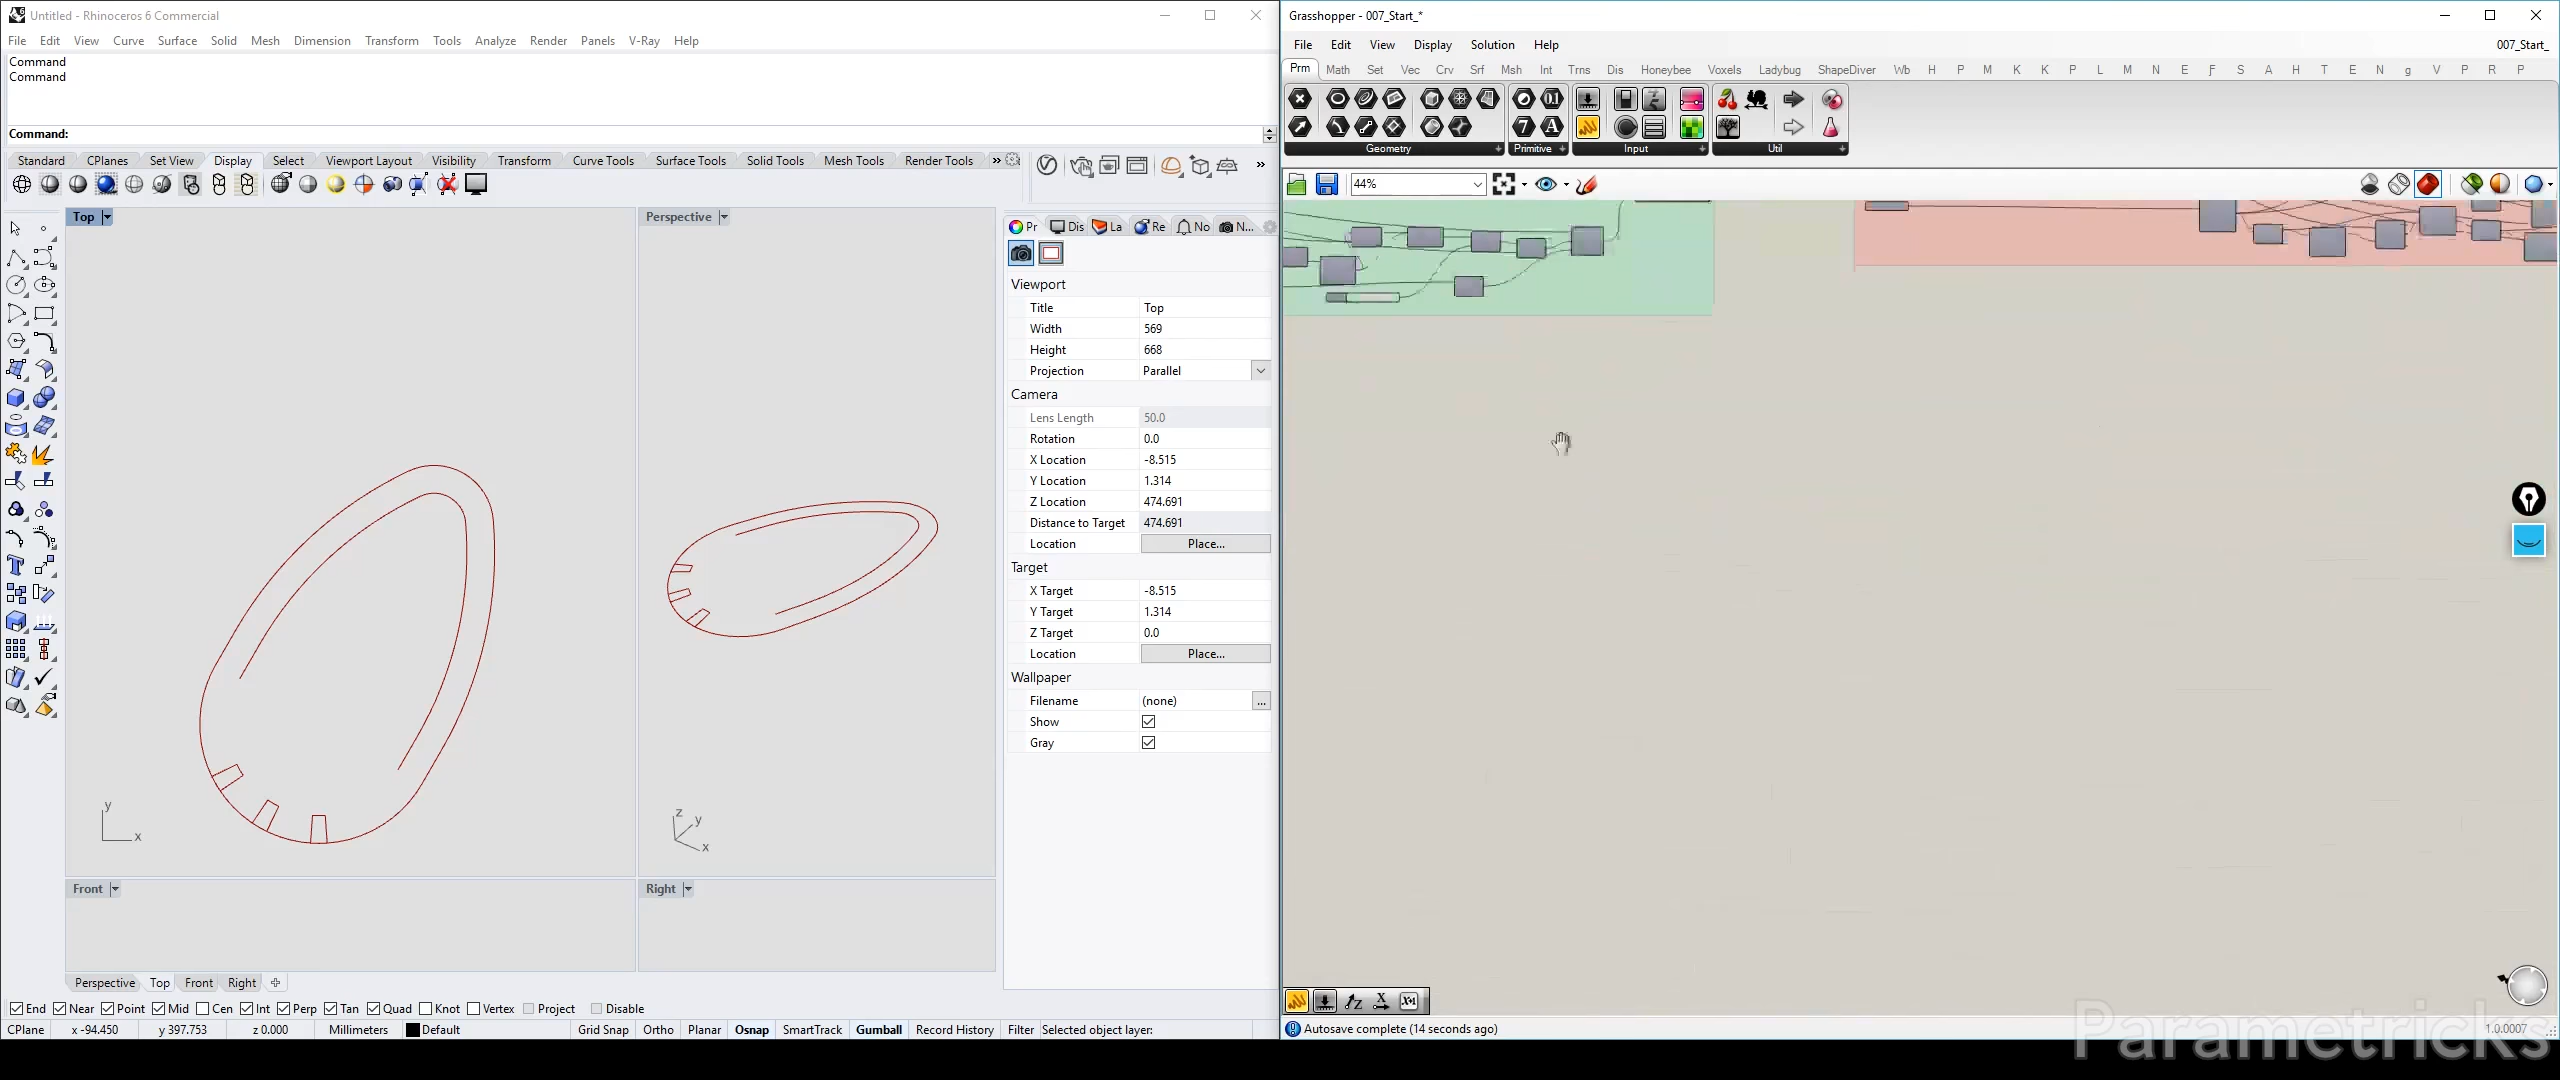 Untitled - Rhinoceros 6 Commercial
File Edit View Curve Surface Solid Mesh Dimension Transform Tools Analyze Render Panels V-Ray Help
Command
Command
Command:
Standard CPlanes Set View Display Select Viewport Layout Visibility Transform Curve Tools Surface Tools Solid Tools Mesh Tools Render Tools »
Top
Perspective
Pr Dis La Re No N...
Viewport
Title Top
Width 569
Height 668
Projection Parallel
Camera
Lens Length 50.0
Rotation 0.0
X Location -8.515
Y Location 1.314
Z Location 474.691
Distance to Target 474.691
Location Place...
Target
X Target -8.515
Y Target 1.314
Z Target 0.0
Location Place...
Wallpaper
Filename (none) ...
Show
Gray
y
x
z
y
x
Front
Right
Perspective Top Front Right
End Near Point Mid Cen Int Perp Tan Quad Knot Vertex Project Disable
CPlane x -94.450 y 397.753 z 0.000 Millimeters Default Grid Snap Ortho Planar Osnap SmartTrack Gumball Record History Filter Selected object layer:
Grasshopper - 007_Start_*
File Edit View Display Solution Help 007_Start_
Prm Math Set Vec Crv Srf Msh Int Trns Dis Honeybee Voxels Ladybug ShapeDiver Wb H P M K K P L M N E F S A H T E N g V P R P
Geometry Primitive Input Util
44%
Autosave complete (14 seconds ago)
1.0.0007
Parametricks